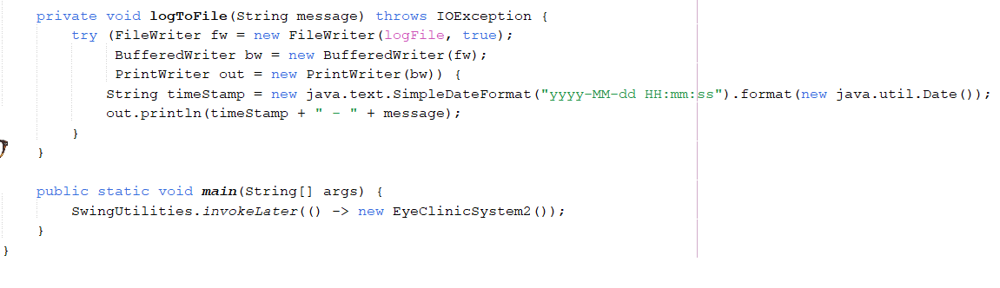 private void logToFile(String message) throws IOException {
try (FileWriter fw = new FileWriter(logFile, true);
BufferedWriter bw = new BufferedWriter(fw);
PrintWriter out = new PrintWriter(bw)) {
String timeStamp = new java.text.SimpleDateFormat("yyyy-MM-dd HH:mm:ss").format(new java.util.Date());
out.println(timeStamp + " - " + message);
}
}
public static void main(String[] args) {
SwingUtilities.invokeLater(() -> new EyeClinicSystem2());
}
}